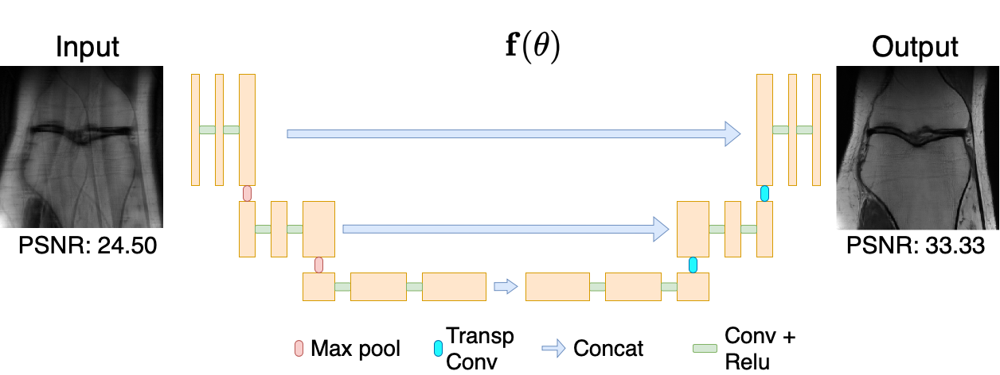 Input
f(θ)
Output
PSNR: 24.50
PSNR: 33.33
Max pool
Transp
Conv
Concat
Conv +
Relu